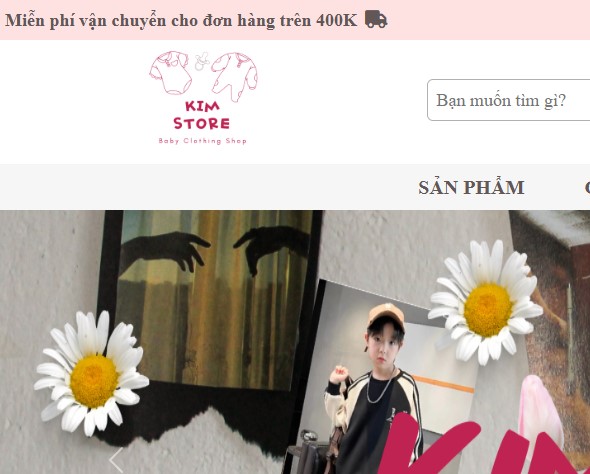 Miễn phí vận chuyển cho đơn hàng trên 400K
KIM
STORE
Baby Clothing Shop
Bạn muốn tìm gì?
SẢN PHẨM
KIM